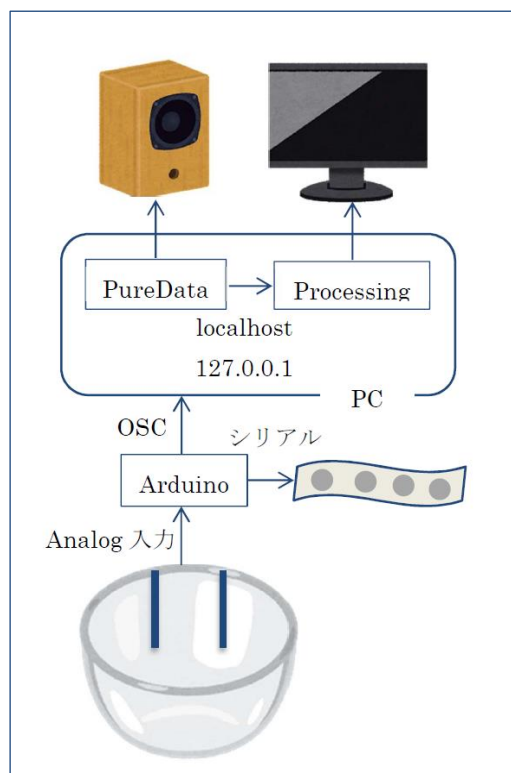 PureData
Processing
localhost
127.0.0.1
PC
OSC
シリアル
Arduino
Analog 入力